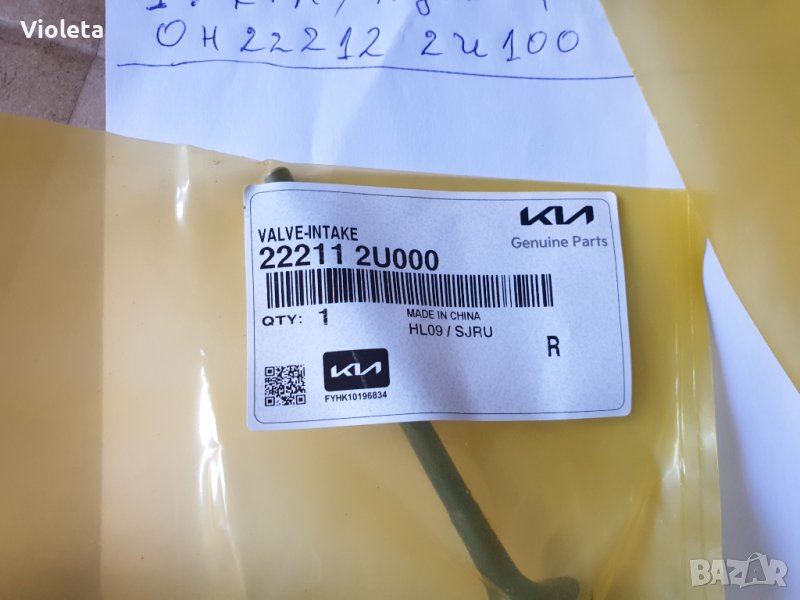 Violeta
OH 22212 2u100
VALVE-INTAKE
22211 2U000
KIA
Genuine Parts
QTY: 1
MADE IN CHINA
HL09 / SJRU
R
KIA
FYHK10196834
BAZAR